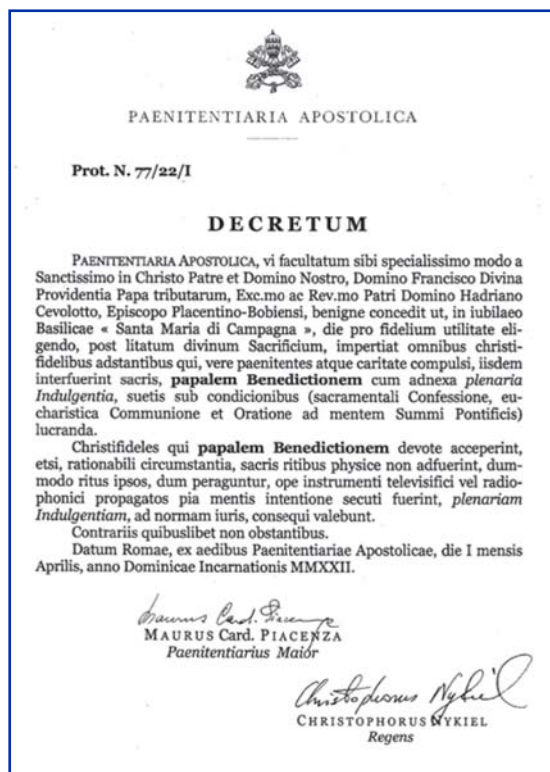 PAENITENTIARIA APOSTOLICA
Prot. N. 77/22/I
DECRETUM
PAENITENTIARIA APOSTOLICA, vi facultatum sibi specialissimo modo a
Sanctissimo in Christo Patre et Domino Nostro, Domino Francisco Divina
Providentia Papa tributarum, Exc.mo ac Rev.mo Patri Domino Hadriano
Cevolotto, Episcopo Placentino-Bobiensi, benigne concedit ut, in iubilaeo
Basilicae « Santa Maria di Campagna », die pro fidelium utilitate eli-
gendo, post litatum divinum Sacrificium, impertiat omnibus christi-
fidelibus adstantibus qui, vere paenitentes atque caritate compulsi, iisdem
interfuerint sacris, papalem Benedictionem cum adnexa plenaria
Indulgentia, suetis sub condicionibus (sacramentali Confessione, eu-
charistica Communione et Oratione ad mentem Summi Pontificis)
lucranda.
Christifideles qui papalem Benedictionem devote acceperint,
etsi, rationabili circumstantia, sacris ritibus physice non adfuerint, dum-
modo ritus ipsos, dum peraguntur, ope instrumenti televisifici vel radio-
phonici propagatos pia mentis intentione secuti fuerint, plenariam
Indulgentiam, ad normam iuris, consequi valebunt.
Contrariis quibuslibet non obstantibus.
Datum Romae, ex aedibus Paenitentiariae Apostolicae, die I mensis
Aprilis, anno Dominicae Incarnationis MMXXII.
Maurus Card. Piacenza
MAURUS Card. PIACENZA
Paenitentiarius Maior
Christophorus Nykiel
CHRISTOPHORUS NYKIEL
Regens